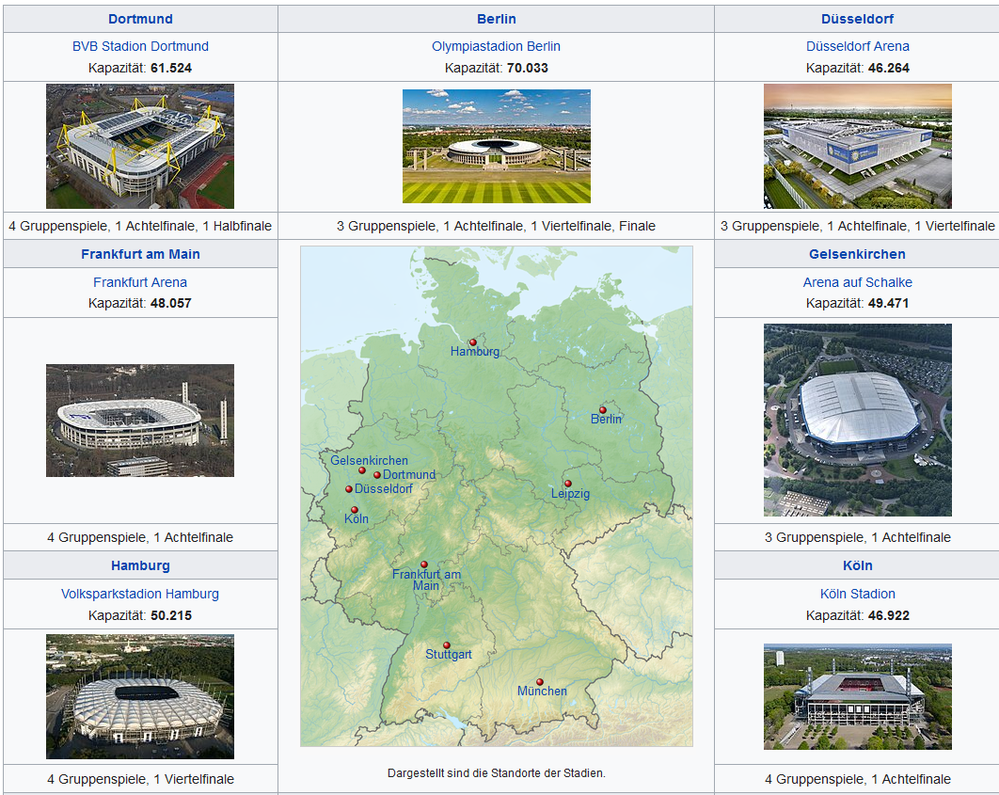 Dortmund
BVB Stadion Dortmund
Kapazität: 61.524
4 Gruppenspiele, 1 Achtelfinale, 1 Halbfinale
Berlin
Olympiastadion Berlin
Kapazität: 70.033
3 Gruppenspiele, 1 Achtelfinale, 1 Viertelfinale, Finale
Düsseldorf
Düsseldorf Arena
Kapazität: 46.264
3 Gruppenspiele, 1 Achtelfinale, 1 Viertelfinale
Frankfurt am Main
Frankfurt Arena
Kapazität: 48.057
4 Gruppenspiele, 1 Achtelfinale
Hamburg
Berlin
Gelsenkirchen
Dortmund
Düsseldorf
Leipzig
Köln
Frankfurt am
Main
Stuttgart
München
Dargestellt sind die Standorte der Stadien.
Gelsenkirchen
Arena auf Schalke
Kapazität: 49.471
3 Gruppenspiele, 1 Achtelfinale
Hamburg
Volksparkstadion Hamburg
Kapazität: 50.215
4 Gruppenspiele, 1 Viertelfinale
Köln
Köln Stadion
Kapazität: 46.922
4 Gruppenspiele, 1 Achtelfinale